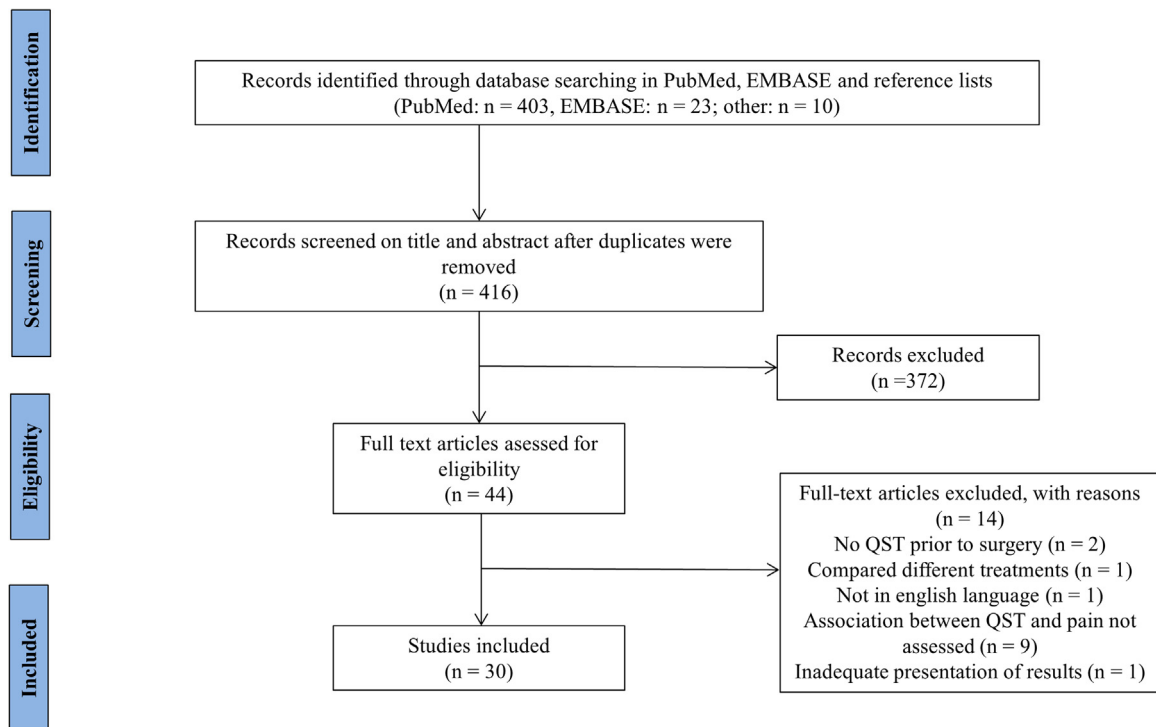 Identification
Records identified through database searching in PubMed, EMBASE and reference lists
(PubMed: n = 403, EMBASE: n = 23; other: n = 10)
Screening
Records screened on title and abstract after duplicates were
removed
(n = 416)
Records excluded
(n =372)
Eligibility
Full text articles asessed for
eligibility
(n = 44)
Full-text articles excluded, with reasons
(n = 14)
No QST prior to surgery (n = 2)
Compared different treatments (n = 1)
Not in english language (n = 1)
Association between QST and pain not
assessed (n = 9)
Inadequate presentation of results (n = 1)
Included
Studies included
(n = 30)